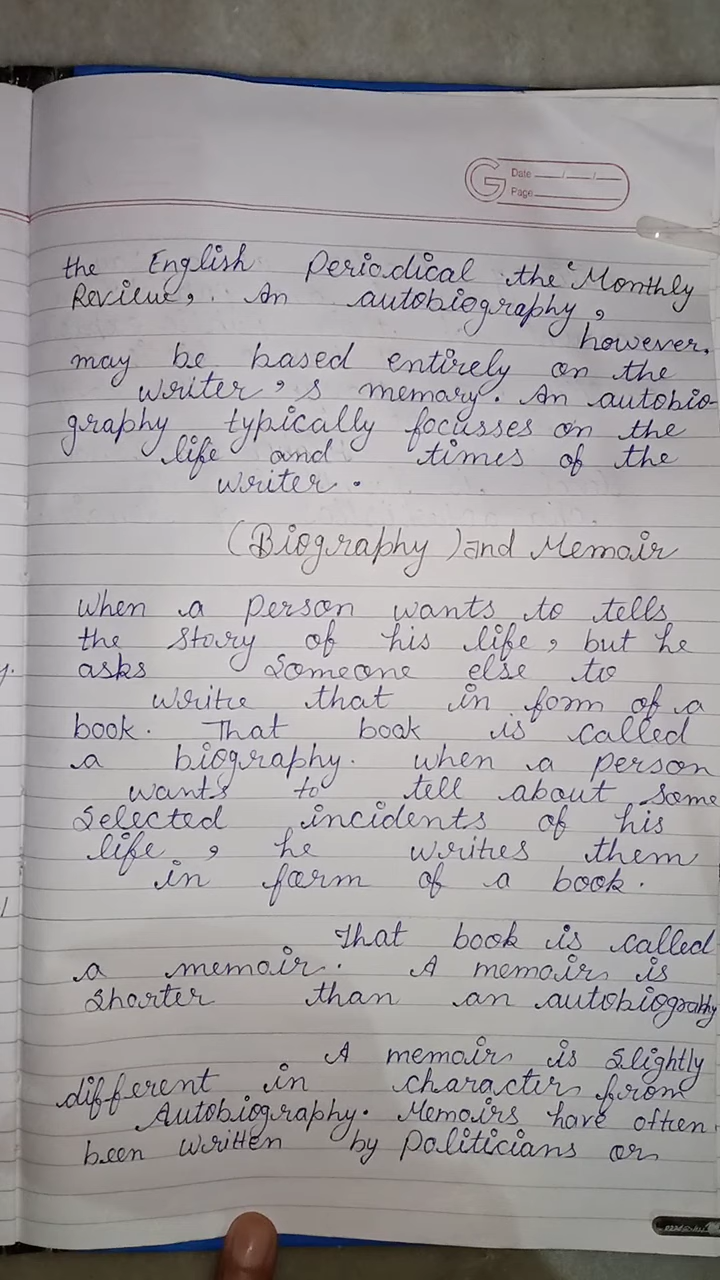 G Date ___/___/___
Page
the English Periodical the "Monthly
Review,. An autobiography,
however.
may be based entirely on the
writer's memory. An autobio-
graphy typically focusses on the
life and times of the
writer.
(Biography) and Memoir
When a person wants to tells
the story of his life, but he
asks someone else to
write that in form of a
book. That book is called
a biography. when a person
wants to tell about some
selected incidents of his
life, he writes them
in form of a book.
That book is called
a memoir. A memoir is
shorter than an autobiography
A memoir is slightly
different in character from
Autobiography. Memoirs have often
been written by politicians or